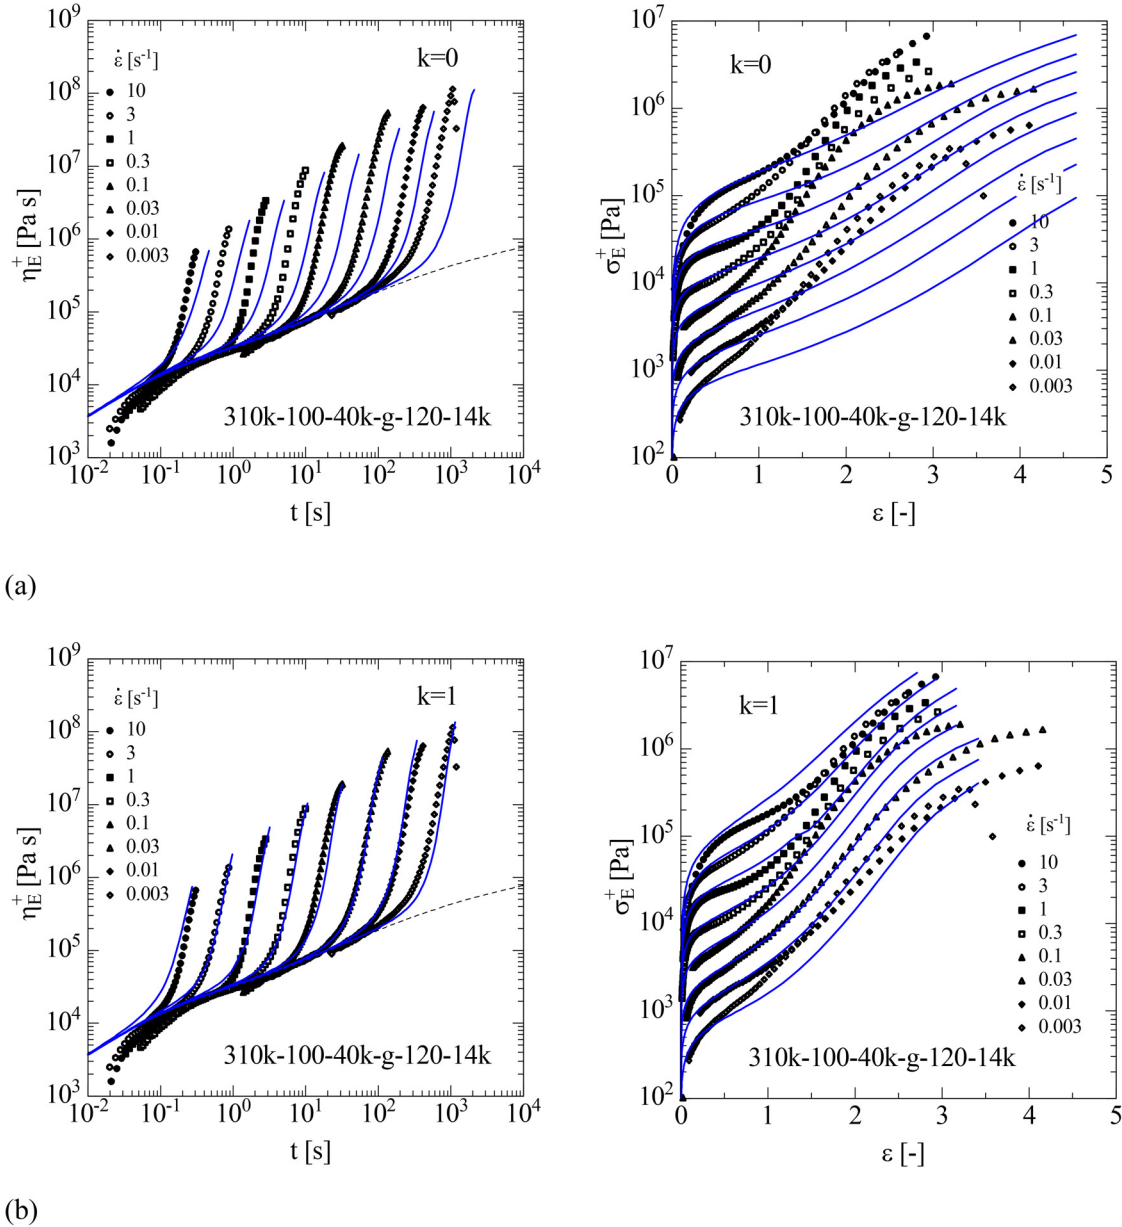 10⁹
10⁸
10⁷
10⁶
10⁵
10⁴
10³
η_E⁺ [Pa s]
ε̇ [s⁻¹]
10
3
1
0.3
0.1
0.03
0.01
0.003
k=0
310k-100-40k-g-120-14k
10⁻² 10⁻¹ 10⁰ 10¹ 10² 10³ 10⁴
t [s]
10⁷
10⁶
10⁵
10⁴
10³
10²
σ_E⁺ [Pa]
k=0
ε̇ [s⁻¹]
10
3
1
0.3
0.1
0.03
0.01
0.003
310k-100-40k-g-120-14k
0 1 2 3 4 5
ε [-]
(a)
10⁹
10⁸
10⁷
10⁶
10⁵
10⁴
10³
η_E⁺ [Pa s]
ε̇ [s⁻¹]
10
3
1
0.3
0.1
0.03
0.01
0.003
k=1
310k-100-40k-g-120-14k
10⁻² 10⁻¹ 10⁰ 10¹ 10² 10³ 10⁴
t [s]
10⁷
10⁶
10⁵
10⁴
10³
10²
σ_E⁺ [Pa]
k=1
ε̇ [s⁻¹]
10
3
1
0.3
0.1
0.03
0.01
0.003
310k-100-40k-g-120-14k
0 1 2 3 4 5
ε [-]
(b)